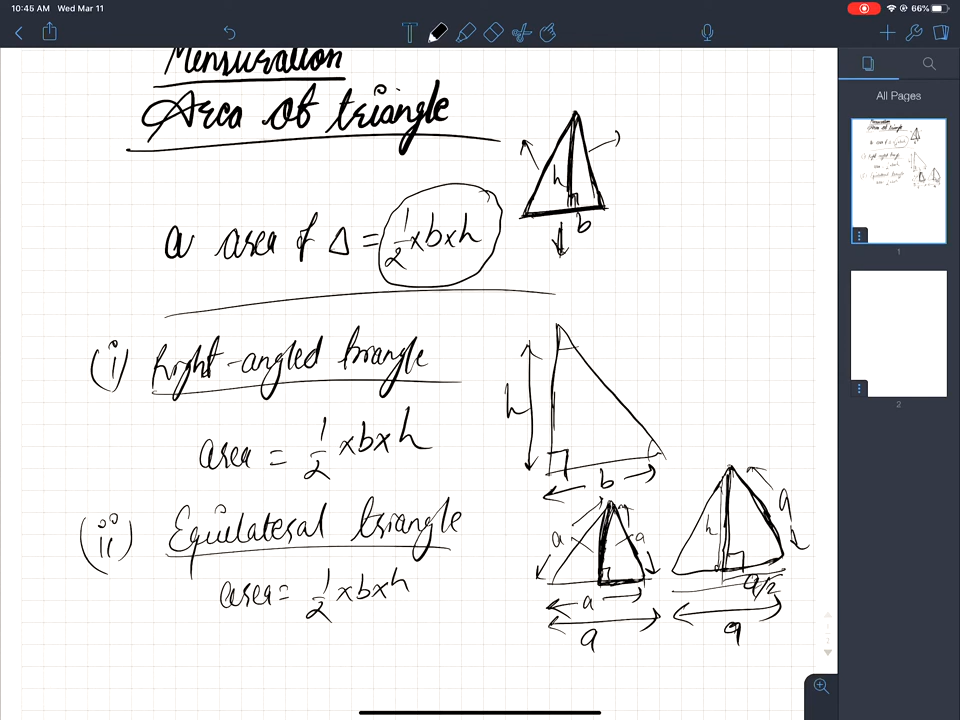 10:45 AM Wed Mar 11
66%
Mensuration
Area of triangle
h
b
a area of Δ = 1/2 x b x h
(i) Right-angled triangle
h
area = 1/2 x b x h
b
(ii) Equilateral triangle
a
a
h
a
area = 1/2 x b x h
a/2
a
a
a
All Pages
1
2